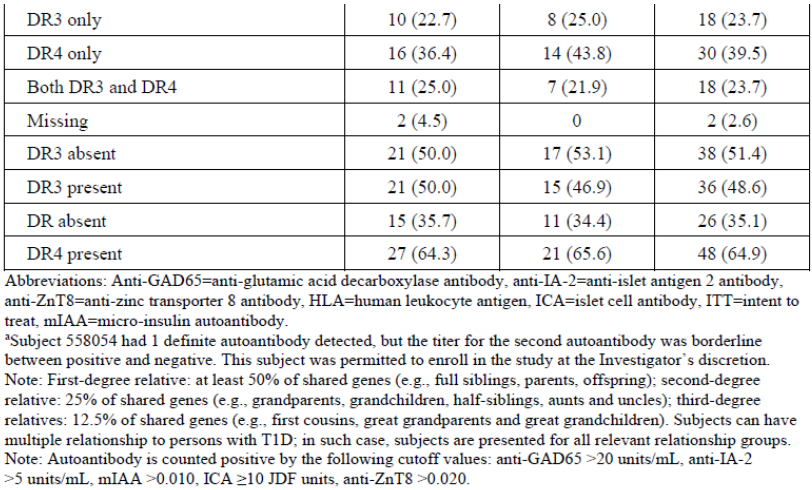 DR3 only 10 (22.7) 8 (25.0) 18 (23.7)
DR4 only 16 (36.4) 14 (43.8) 30 (39.5)
Both DR3 and DR4 11 (25.0) 7 (21.9) 18 (23.7)
Missing 2 (4.5) 0 2 (2.6)
DR3 absent 21 (50.0) 17 (53.1) 38 (51.4)
DR3 present 21 (50.0) 15 (46.9) 36 (48.6)
DR absent 15 (35.7) 11 (34.4) 26 (35.1)
DR4 present 27 (64.3) 21 (65.6) 48 (64.9)
Abbreviations: Anti-GAD65=anti-glutamic acid decarboxylase antibody, anti-IA-2=anti-islet antigen 2 antibody,
anti-ZnT8=anti-zinc transporter 8 antibody, HLA=human leukocyte antigen, ICA=islet cell antibody, ITT=intent to
treat, mIAA=micro-insulin autoantibody.
ᵃSubject 558054 had 1 definite autoantibody detected, but the titer for the second autoantibody was borderline
between positive and negative. This subject was permitted to enroll in the study at the Investigator`s discretion.
Note: First-degree relative: at least 50% of shared genes (e.g., full siblings, parents, offspring); second-degree
relative: 25% of shared genes (e.g., grandparents, grandchildren, half-siblings, aunts and uncles); third-degree
relatives: 12.5% of shared genes (e.g., first cousins, great grandparents and great grandchildren). Subjects can have
multiple relationship to persons with T1D; in such case, subjects are presented for all relevant relationship groups.
Note: Autoantibody is counted positive by the following cutoff values: anti-GAD65 >20 units/mL, anti-IA-2
>5 units/mL, mIAA >0.010, ICA ≥10 JDF units, anti-ZnT8 >0.020.